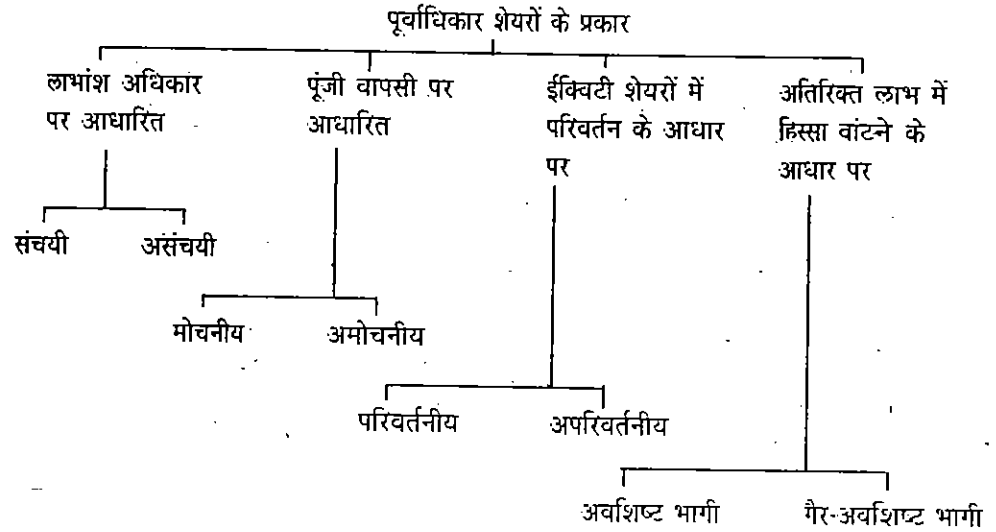 पूर्वाधिकार शेयरों के प्रकार
लाभांश अधिकार
पर आधारित
पूंजी वापसी पर
आधारित
ईक्विटी शेयरों में
परिवर्तन के आधार
पर
अतिरिक्त लाभ में
हिस्सा वांटने के
आधार पर
संचयी
असंचयी
मोचनीय
अमोचनीय
परिवर्तनीय
अपरिवर्तनीय
अवशिष्ट भागी
गैर-अवशिष्ट भागी